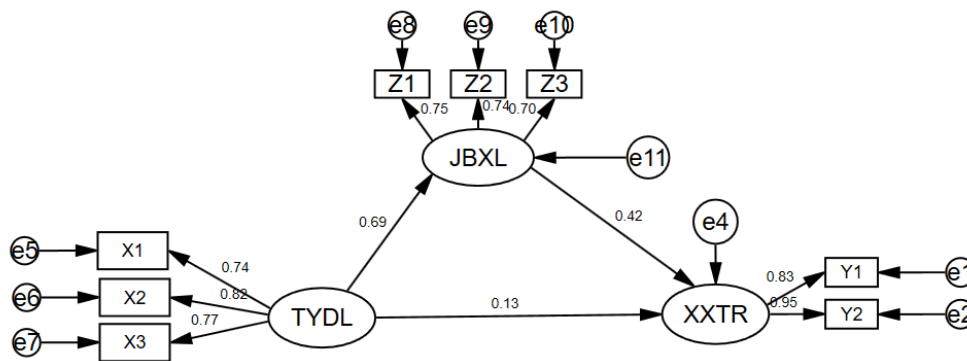 e8
e9
e10
Z1
Z2
Z3
0.75
0.74
0.70
JBXL
e11
0.69
0.42
e4
e5
X1
0.74
0.83
Y1
e1
e6
X2
0.82
0.13
TYDL
XXTR
0.95
Y2
e2
e7
X3
0.77